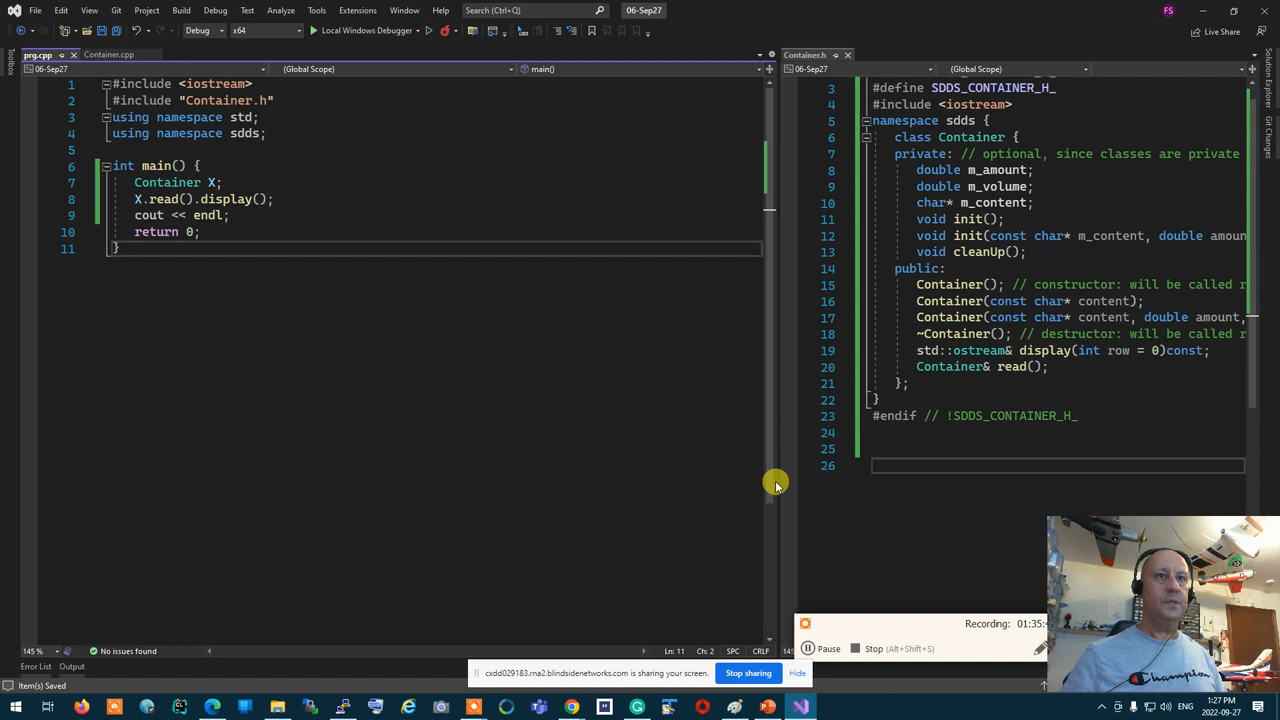 File Edit View Git Project Build Debug Test Analyze Tools Extensions Window Help Search (Ctrl+Q) 06-Sep27 FS
Debug x64 Local Windows Debugger Live Share
prg.cpp Container.cpp
06-Sep27 (Global Scope) main()
1 #include <iostream>
2 #include "Container.h"
3 using namespace std;
4 using namespace sdds;
5
6 int main() {
7 Container X;
8 X.read().display();
9 cout << endl;
10 return 0;
11 }
Container.h
06-Sep27 (Global Scope)
3 #define SDDS_CONTAINER_H_
4 #include <iostream>
5 namespace sdds {
6 class Container {
7 private: // optional, since classes are private
8 double m_amount;
9 double m_volume;
10 char* m_content;
11 void init();
12 void init(const char* m_content, double amoun
13 void cleanUp();
14 public:
15 Container(); // constructor: will be called r
16 Container(const char* content);
17 Container(const char* content, double amount,
18 ~Container(); // destructor: will be called r
19 std::ostream& display(int row = 0)const;
20 Container& read();
21 };
22 }
23 #endif // !SDDS_CONTAINER_H_
24
25
26
Toolbox
Solution Explorer
Git Changes
145 % No issues found Ln: 11 Ch: 2 SPC CRLF
145 %
Error List Output
Item(s) Saved
Recording: 01:35:
Pause Stop (Alt+Shift+S)
cxdd029183.rna2.blindsidenetworks.com is sharing your screen. Stop sharing Hide
Champion
1:27 PM
2022-09-27